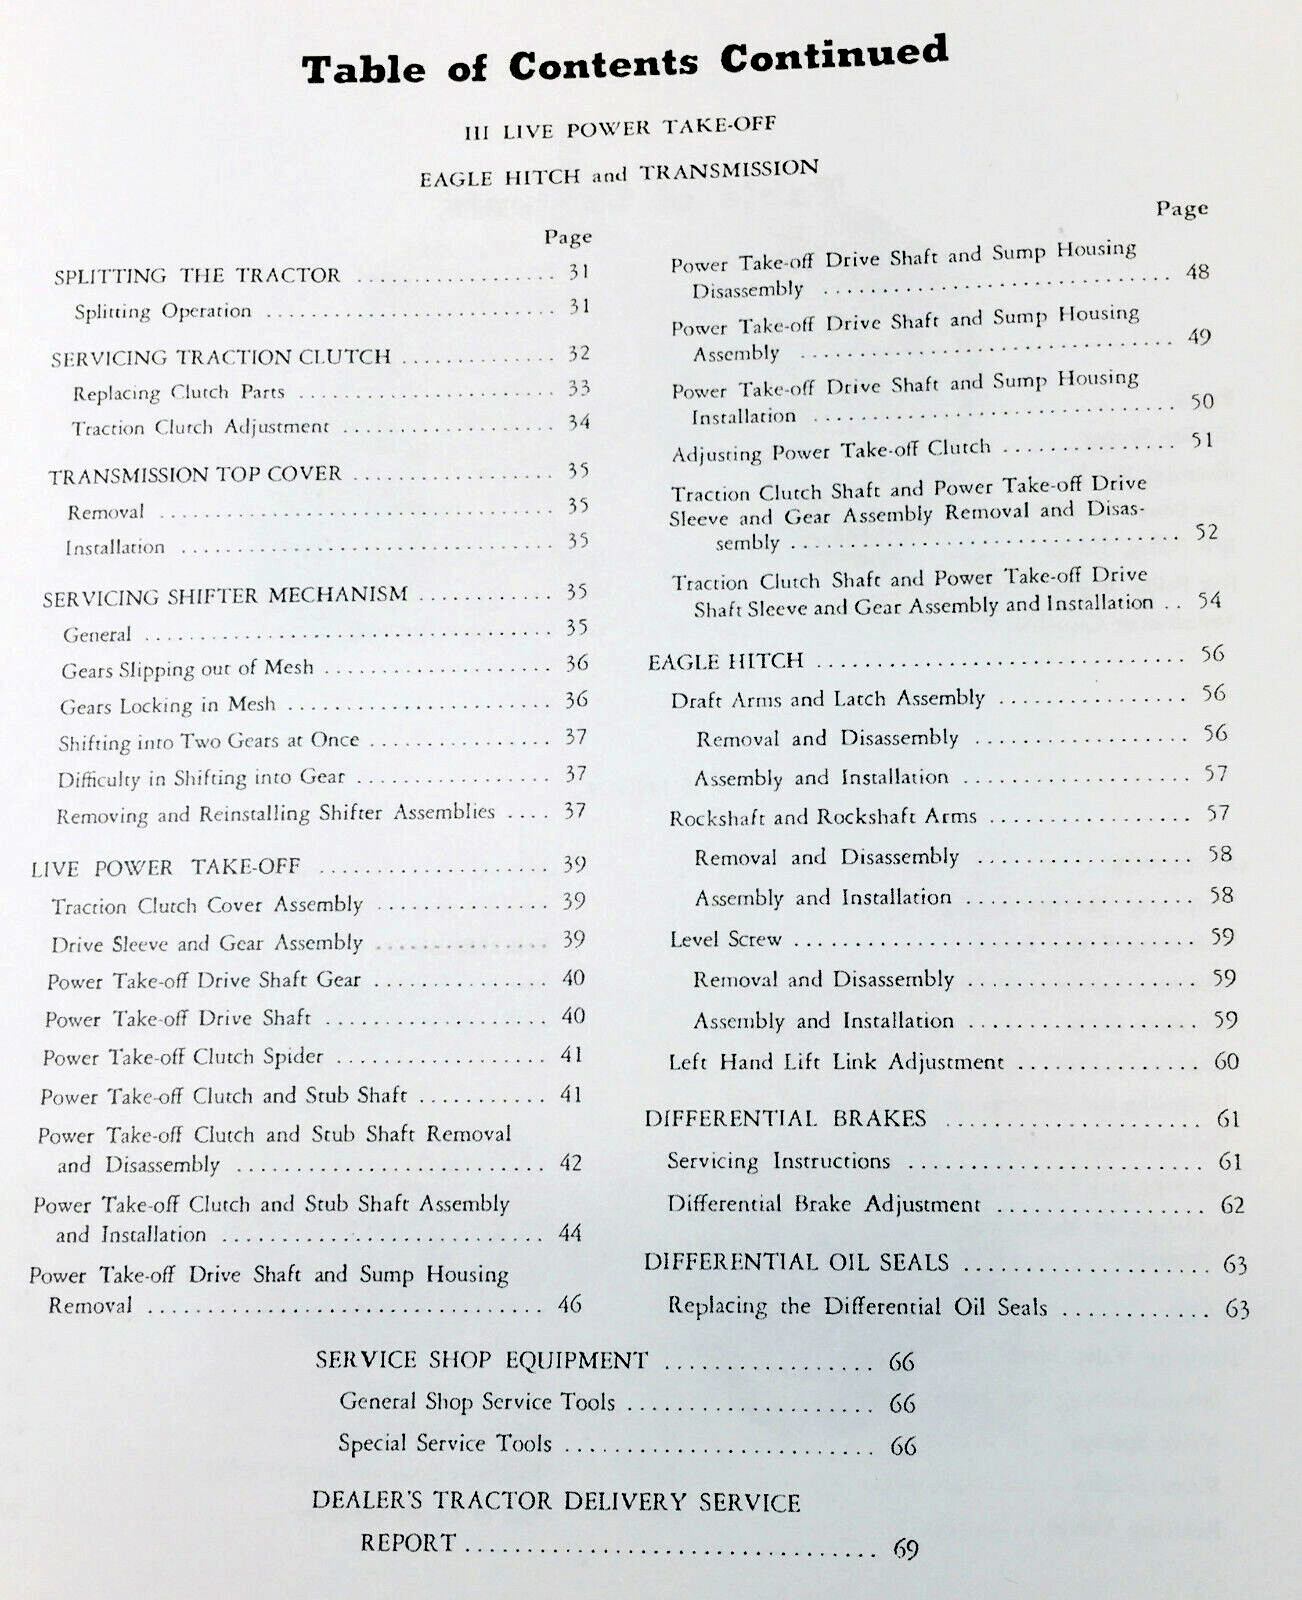 Table of Contents Continued
III LIVE POWER TAKE-OFF
EAGLE HITCH and TRANSMISSION
Page
SPLITTING THE TRACTOR .................. 31
Splitting Operation .......................... 31
SERVICING TRACTION CLUTCH .............. 32
Replacing Clutch Parts ....................... 33
Traction Clutch Adjustment ................... 34
TRANSMISSION TOP COVER .................. 35
Removal .................................... 35
Installation ................................. 35
SERVICING SHIFTER MECHANISM ............ 35
General ..................................... 35
Gears Slipping out of Mesh .................... 36
Gears Locking in Mesh ........................ 36
Shifting into Two Gears at Once ................ 37
Difficulty in Shifting into Gear ................. 37
Removing and Reinstalling Shifter Assemblies .... 37
LIVE POWER TAKE-OFF ..................... 39
Traction Clutch Cover Assembly ................ 39
Drive Sleeve and Gear Assembly ................ 39
Power Take-off Drive Shaft Gear ................ 40
Power Take-off Drive Shaft .................... 40
Power Take-off Clutch Spider ................... 41
Power Take-off Clutch and Stub Shaft ........... 41
Power Take-off Clutch and Stub Shaft Removal
and Disassembly ............................ 42
Power Take-off Clutch and Stub Shaft Assembly
and Installation ............................. 44
Power Take-off Drive Shaft and Sump Housing
Removal .................................... 46
Page
Power Take-off Drive Shaft and Sump Housing
Disassembly .............................. 48
Power Take-off Drive Shaft and Sump Housing
Assembly ................................ 49
Power Take-off Drive Shaft and Sump Housing
Installation ............................... 50
Adjusting Power Take-off Clutch ............... 51
Traction Clutch Shaft and Power Take-off Drive
Sleeve and Gear Assembly Removal and Disas-
sembly ................................. 52
Traction Clutch Shaft and Power Take-off Drive
Shaft Sleeve and Gear Assembly and Installation .. 54
EAGLE HITCH ............................... 56
Draft Arms and Latch Assembly ................ 56
Removal and Disassembly .................. 56
Assembly and Installation ................... 57
Rockshaft and Rockshaft Arms ................. 57
Removal and Disassembly .................. 58
Assembly and Installation ................... 58
Level Screw ................................. 59
Removal and Disassembly ................... 59
Assembly and Installation ................... 59
Left Hand Lift Link Adjustment ............... 60
DIFFERENTIAL BRAKES ..................... 61
Servicing Instructions ......................... 61
Differential Brake Adjustment .................. 62
DIFFERENTIAL OIL SEALS .................... 63
Replacing the Differential Oil Seals ............ 63
SERVICE SHOP EQUIPMENT ................. 66
General Shop Service Tools .................... 66
Special Service Tools ......................... 66
DEALER'S TRACTOR DELIVERY SERVICE
REPORT .................................. 69